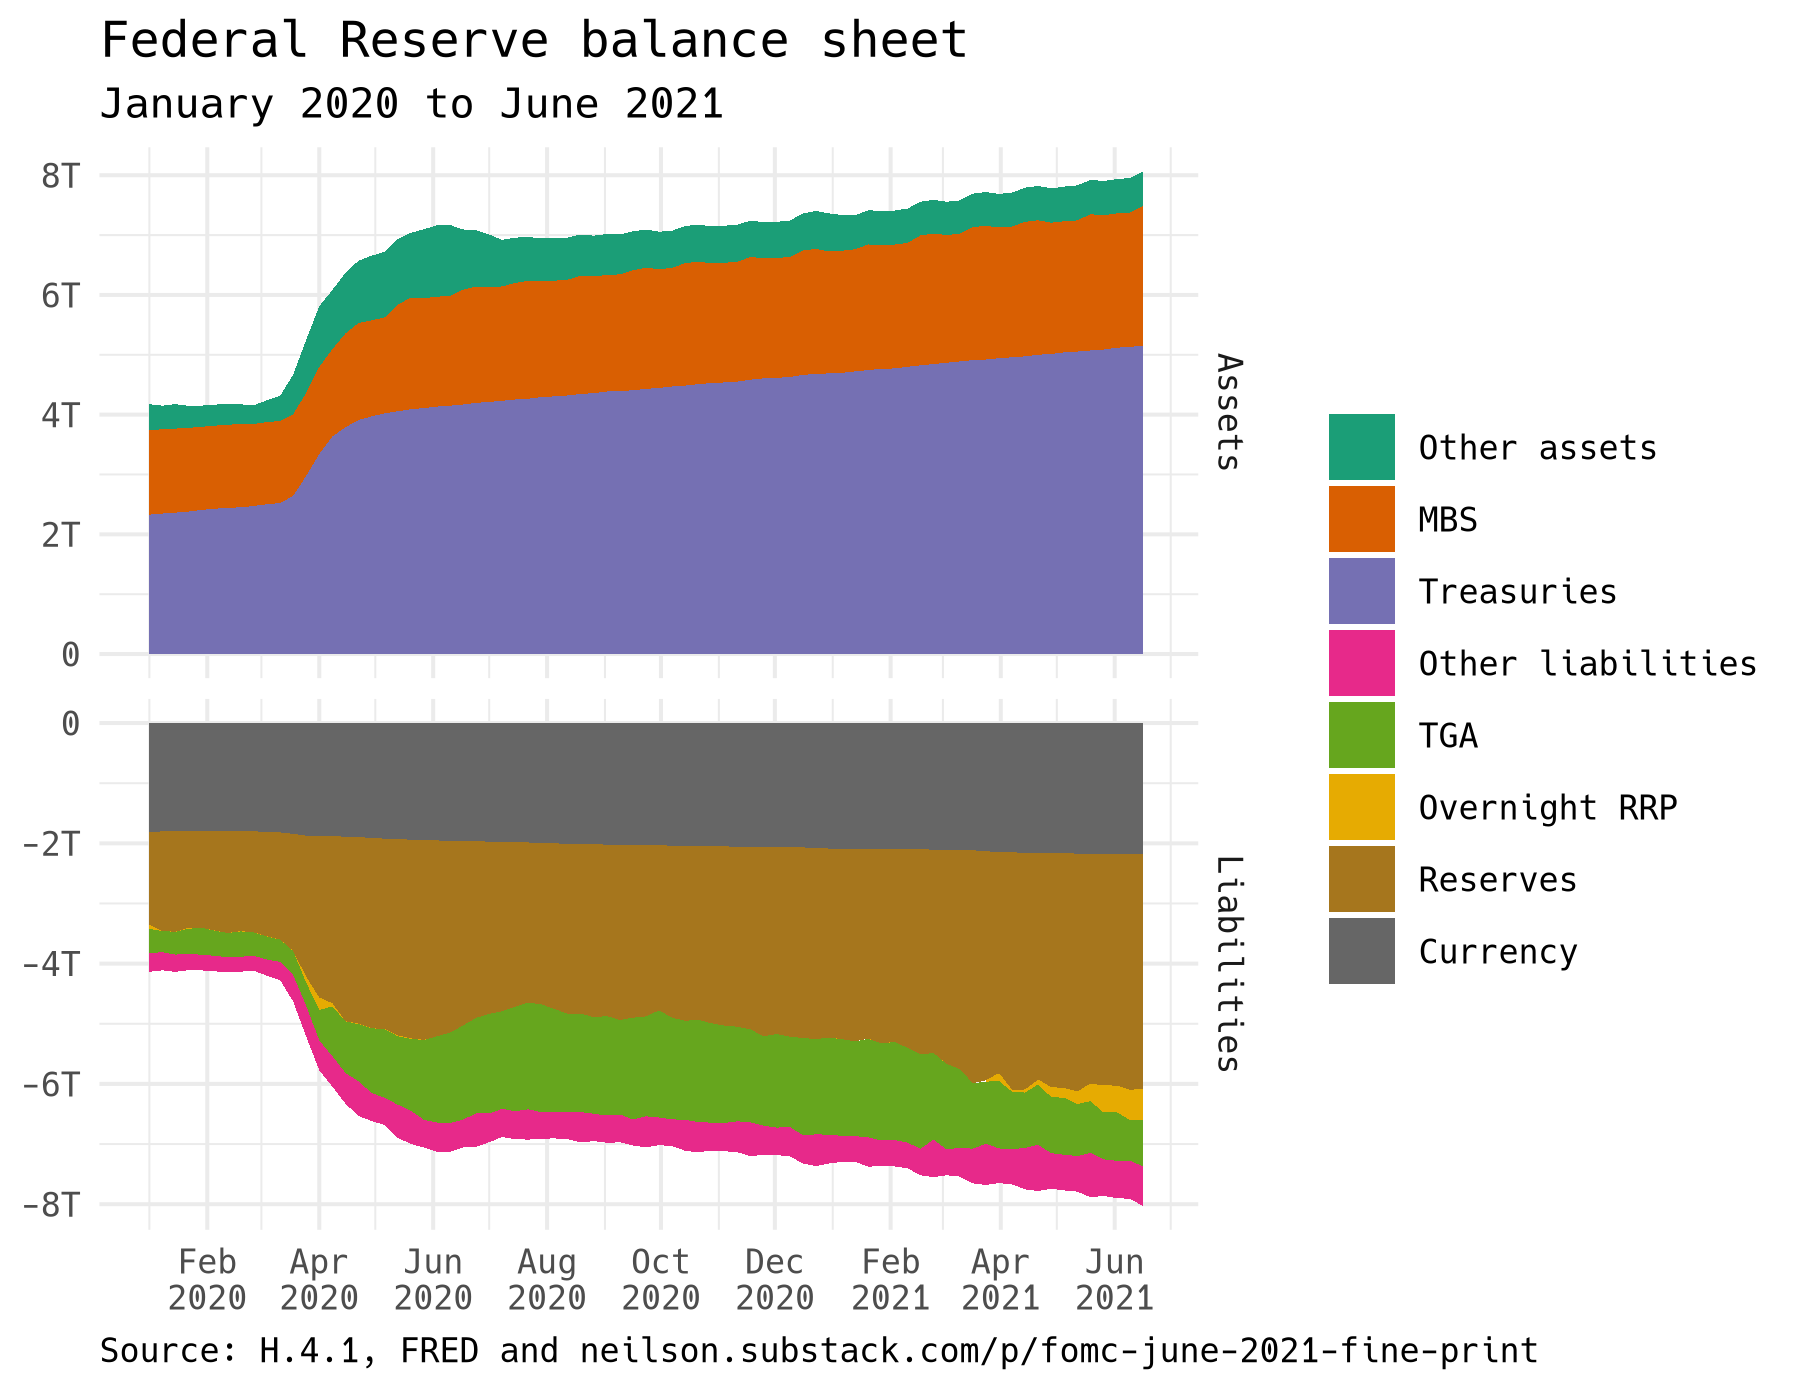 Federal Reserve balance sheet
January 2020 to June 2021
8T
6T
4T
2T
0
Assets
0
-2T
-4T
-6T
-8T
Liabilities
Feb 2020
Apr 2020
Jun 2020
Aug 2020
Oct 2020
Dec 2020
Feb 2021
Apr 2021
Jun 2021
Other assets
MBS
Treasuries
Other liabilities
TGA
Overnight RRP
Reserves
Currency
Source: H.4.1, FRED and neilson.substack.com/p/fomc-june-2021-fine-print